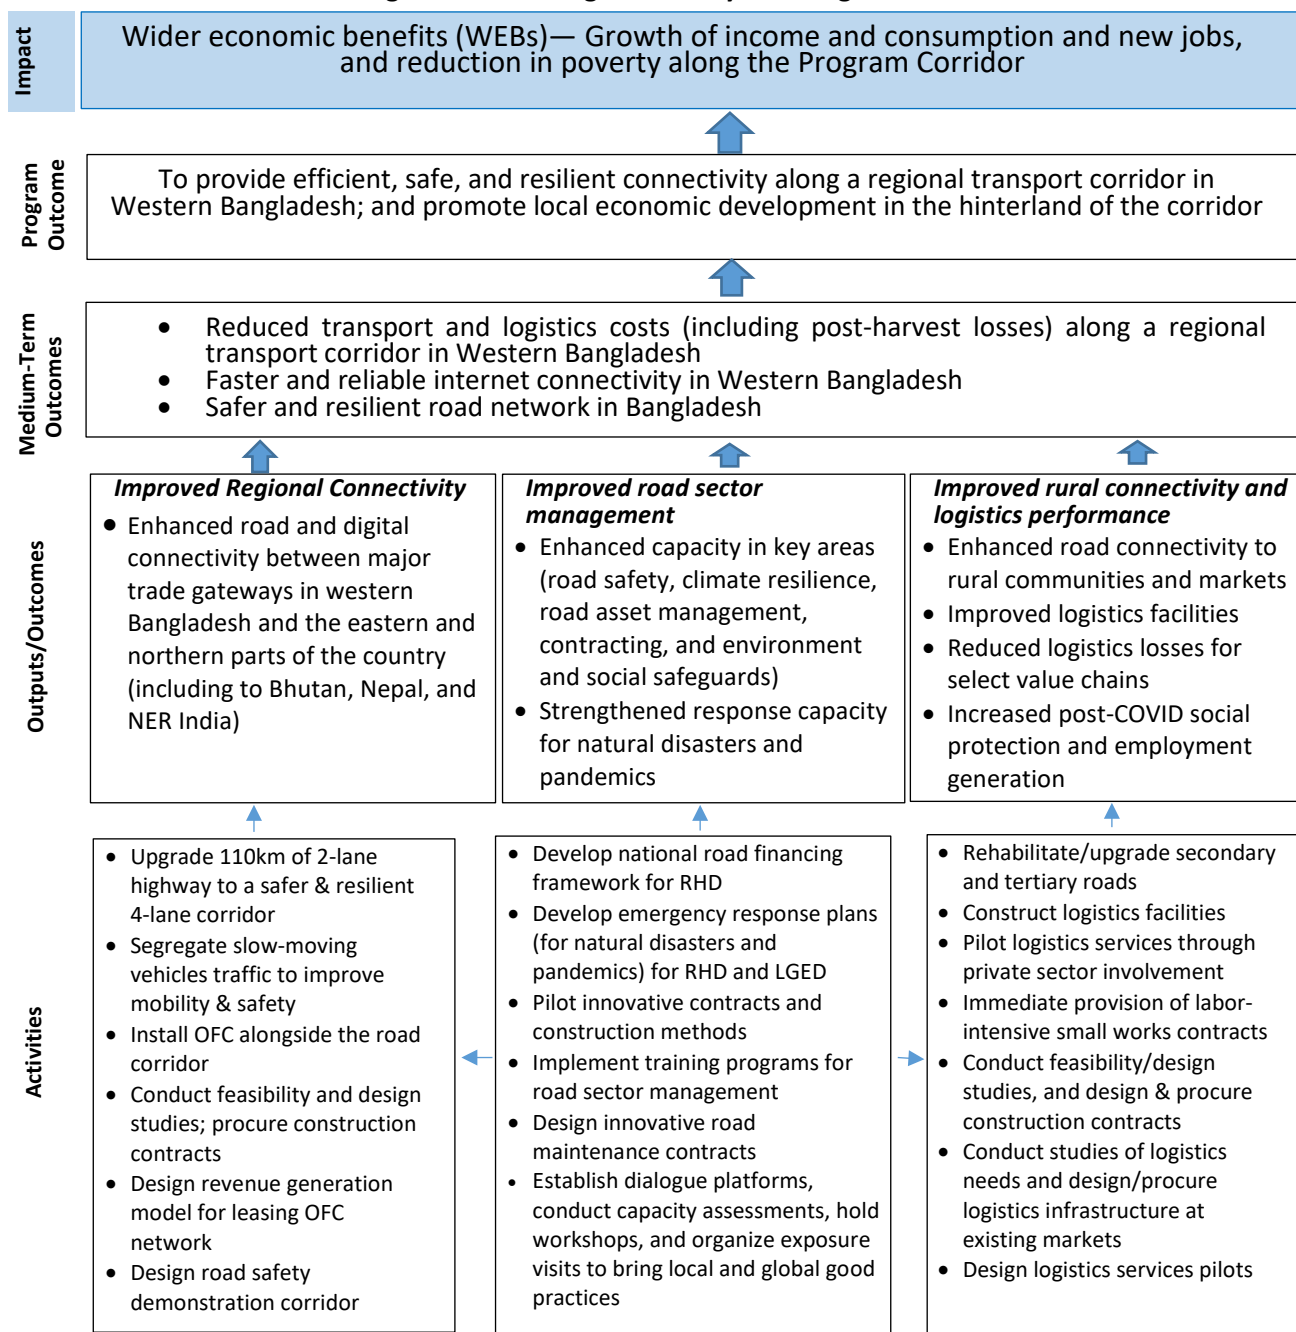 Impact
Wider economic benefits (WEBs)— Growth of income and consumption and new jobs,
and reduction in poverty along the Program Corridor
Program
Outcome
To provide efficient, safe, and resilient connectivity along a regional transport corridor in
Western Bangladesh; and promote local economic development in the hinterland of the corridor
Medium-Term
Outcomes
• Reduced transport and logistics costs (including post-harvest losses) along a regional
transport corridor in Western Bangladesh
• Faster and reliable internet connectivity in Western Bangladesh
• Safer and resilient road network in Bangladesh
Outputs/Outcomes
Improved Regional Connectivity
• Enhanced road and digital
connectivity between major
trade gateways in western
Bangladesh and the eastern and
northern parts of the country
(including to Bhutan, Nepal, and
NER India)
Improved road sector
management
• Enhanced capacity in key areas
(road safety, climate resilience,
road asset management,
contracting, and environment
and social safeguards)
• Strengthened response capacity
for natural disasters and
pandemics
Improved rural connectivity and
logistics performance
• Enhanced road connectivity to
rural communities and markets
• Improved logistics facilities
• Reduced logistics losses for
select value chains
• Increased post-COVID social
protection and employment
generation
Activities
• Upgrade 110km of 2-lane
highway to a safer & resilient
4-lane corridor
• Segregate slow-moving
vehicles traffic to improve
mobility & safety
• Install OFC alongside the road
corridor
• Conduct feasibility and design
studies; procure construction
contracts
• Design revenue generation
model for leasing OFC
network
• Design road safety
demonstration corridor
• Develop national road financing
framework for RHD
• Develop emergency response plans
(for natural disasters and
pandemics) for RHD and LGED
• Pilot innovative contracts and
construction methods
• Implement training programs for
road sector management
• Design innovative road
maintenance contracts
• Establish dialogue platforms,
conduct capacity assessments, hold
workshops, and organize exposure
visits to bring local and global good
practices
• Rehabilitate/upgrade secondary
and tertiary roads
• Construct logistics facilities
• Pilot logistics services through
private sector involvement
• Immediate provision of labor-
intensive small works contracts
• Conduct feasibility/design
studies, and design & procure
construction contracts
• Conduct studies of logistics
needs and design/procure
logistics infrastructure at
existing markets
• Design logistics services pilots